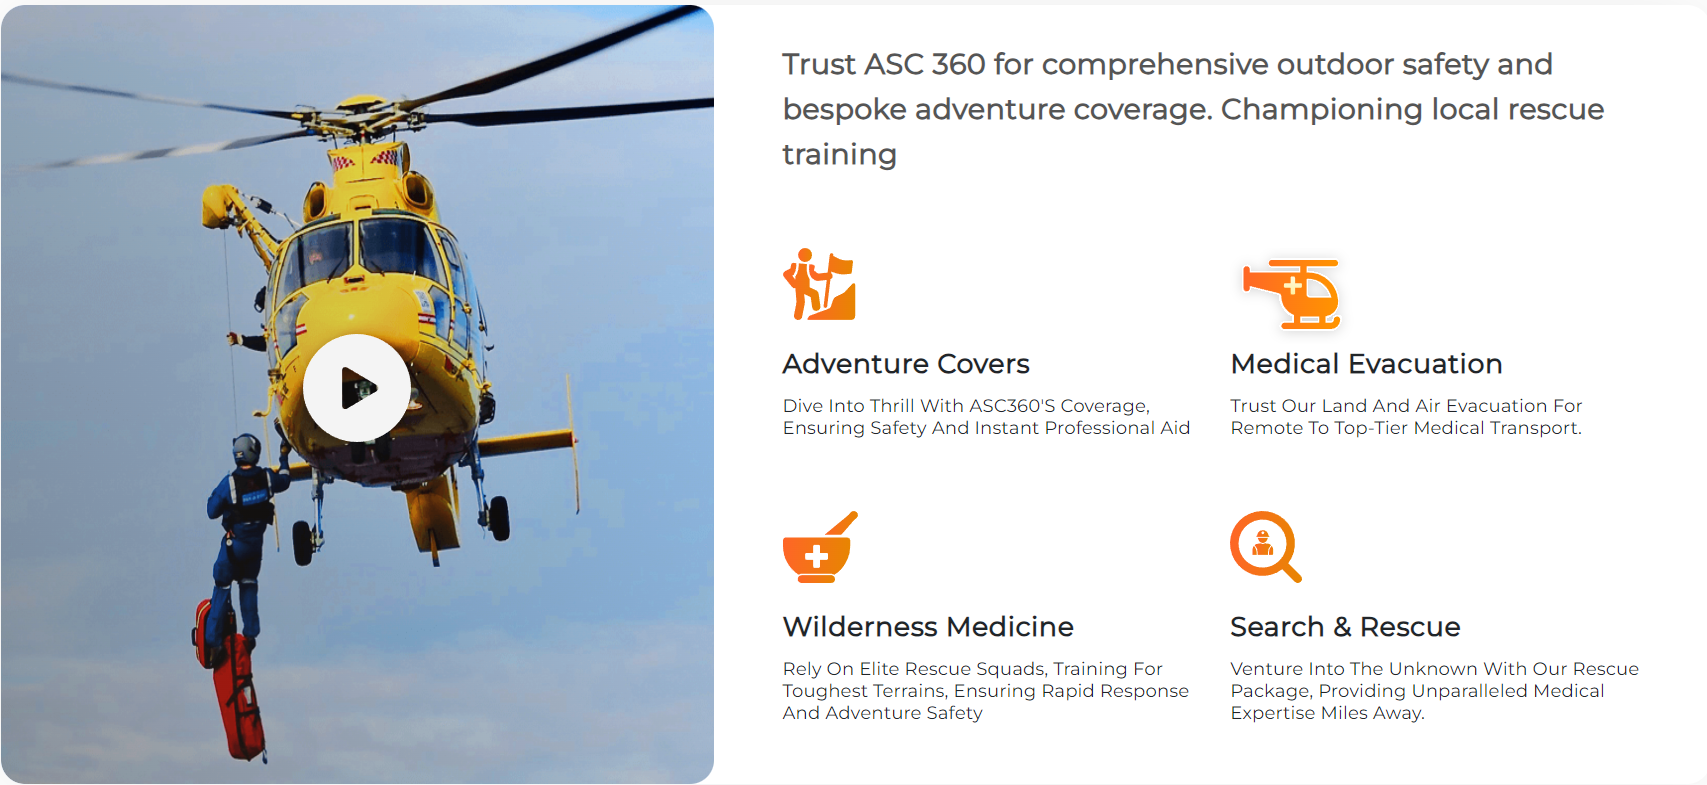 Trust ASC 360 for comprehensive outdoor safety and
bespoke adventure coverage. Championing local rescue
training
Adventure Covers
Dive Into Thrill With ASC360'S Coverage,
Ensuring Safety And Instant Professional Aid
Medical Evacuation
Trust Our Land And Air Evacuation For
Remote To Top-Tier Medical Transport.
Wilderness Medicine
Rely On Elite Rescue Squads, Training For
Toughest Terrains, Ensuring Rapid Response
And Adventure Safety
Search & Rescue
Venture Into The Unknown With Our Rescue
Package, Providing Unparalleled Medical
Expertise Miles Away.